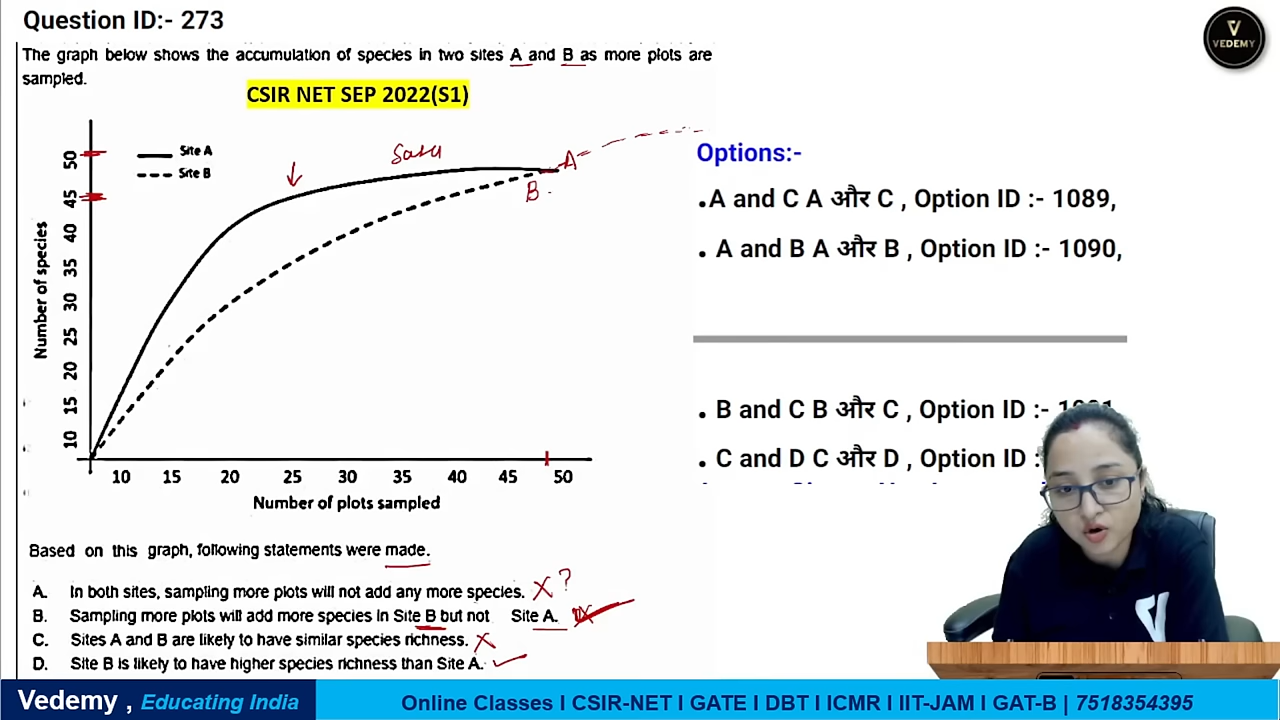 Question ID:- 273
VEDEMY
The graph below shows the accumulation of species in two sites A and B as more plots are
sampled.
CSIR NET SEP 2022(S1)
Site A
Site B
A
B
50
45
40
35
30
25
20
15
10
Number of species
10 15 20 25 30 35 40 45 50
Number of plots sampled
Based on this graph, following statements were made.
A. In both sites, sampling more plots will not add any more species. X ?
B. Sampling more plots will add more species in Site B but not Site A.
C. Sites A and B are likely to have similar species richness. X
D. Site B is likely to have higher species richness than Site A.
Options:-
.A and C A और C , Option ID :- 1089,
. A and B A और B , Option ID :- 1090,
. B and C B और C , Option ID :-
. C and D C और D , Option ID :
Vedemy , Educating India
Online Classes I CSIR-NET I GATE I DBT I ICMR I IIT-JAM I GAT-B | 7518354395